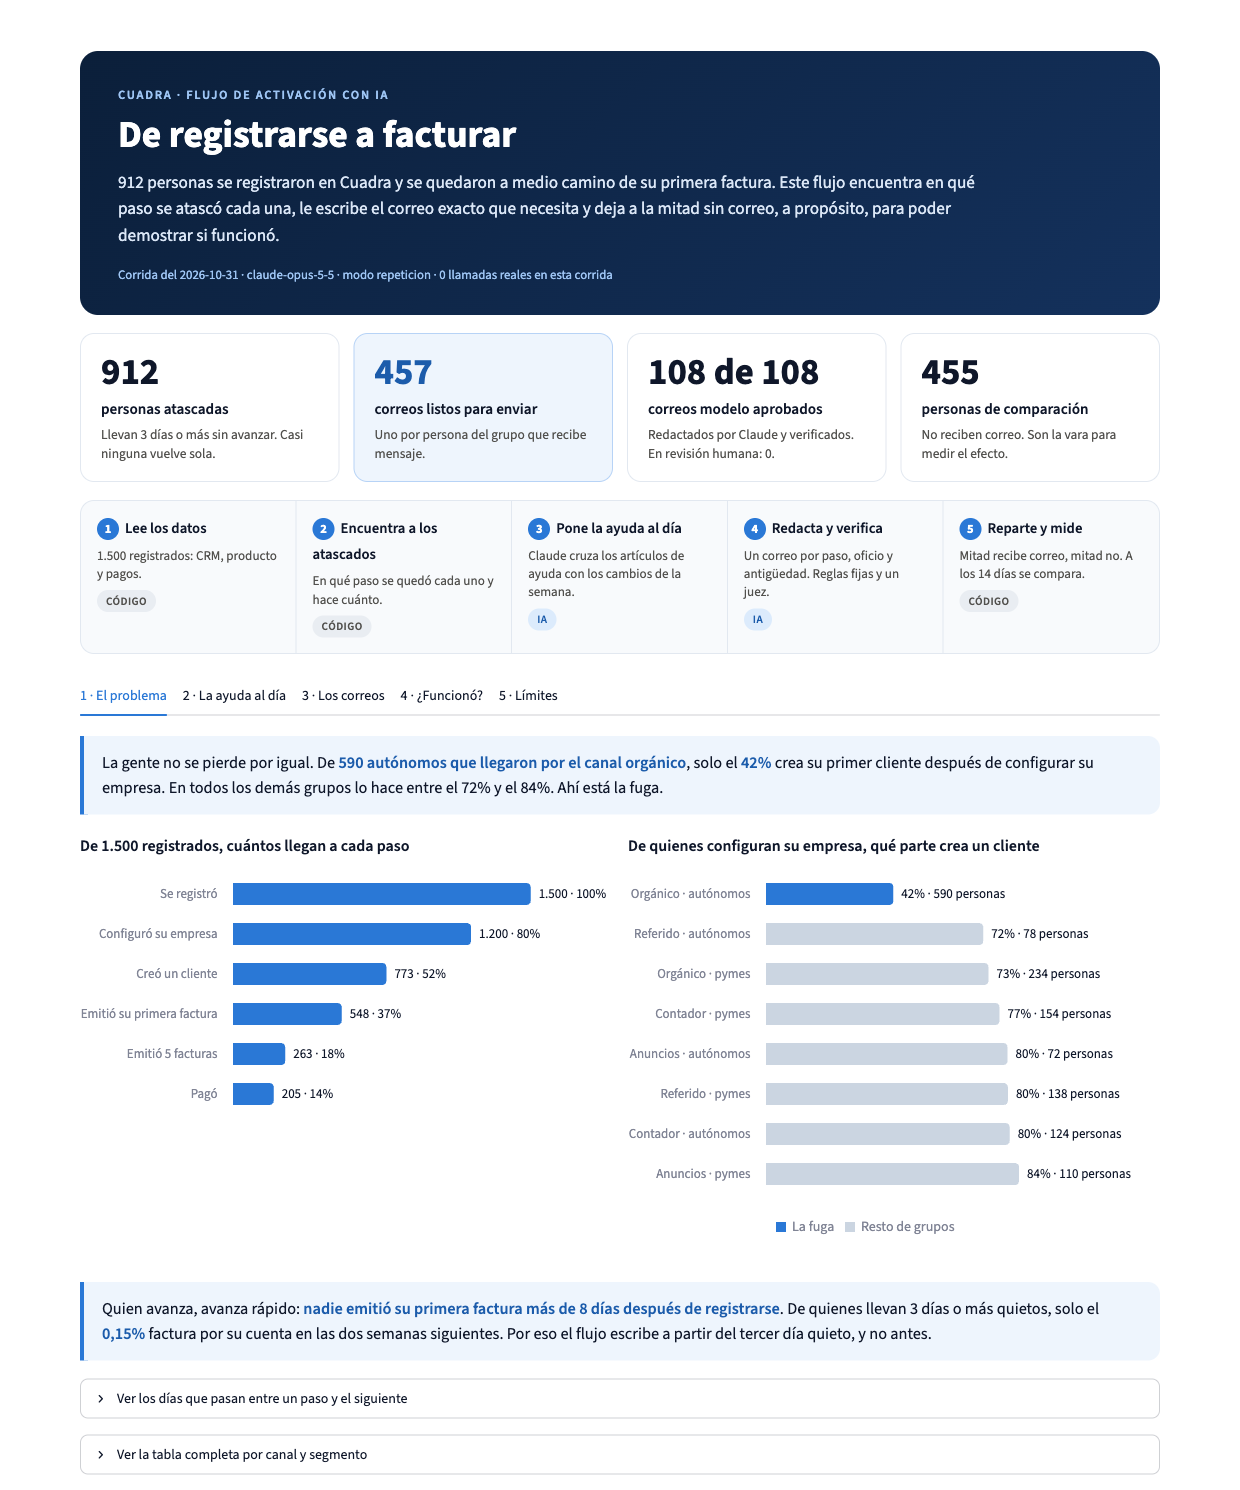 CUADRA · FLUJO DE ACTIVACIÓN CON IA
De registrarse a facturar
912 personas se registraron en Cuadra y se quedaron a medio camino de su primera factura. Este flujo encuentra en qué
paso se atascó cada una, le escribe el correo exacto que necesita y deja a la mitad sin correo, a propósito, para poder
demostrar si funcionó.
Corrida del 2026-10-31 · claude-opus-5-5 · modo repeticion · 0 llamadas reales en esta corrida
912
personas atascadas
Llevan 3 días o más sin avanzar. Casi
ninguna vuelve sola.
457
correos listos para enviar
Uno por persona del grupo que recibe
mensaje.
108 de 108
correos modelo aprobados
Redactados por Claude y verificados.
En revisión humana: 0.
455
personas de comparación
No reciben correo. Son la vara para
medir el efecto.
1 Lee los datos
1.500 registrados: CRM, producto
y pagos.
CÓDIGO
2 Encuentra a los
atascados
En qué paso se quedó cada uno y
hace cuánto.
CÓDIGO
3 Pone la ayuda al día
Claude cruza los artículos de
ayuda con los cambios de la
semana.
IA
4 Redacta y verifica
Un correo por paso, oficio y
antigüedad. Reglas fijas y un
juez.
IA
5 Reparte y mide
Mitad recibe correo, mitad no. A
los 14 días se compara.
CÓDIGO
1 · El problema 2 · La ayuda al día 3 · Los correos 4 · ¿Funcionó? 5 · Límites
La gente no se pierde por igual. De 590 autónomos que llegaron por el canal orgánico, solo el 42% crea su primer cliente después de configurar su
empresa. En todos los demás grupos lo hace entre el 72% y el 84%. Ahí está la fuga.
De 1.500 registrados, cuántos llegan a cada paso
Se registró 1.500 · 100%
Configuró su empresa 1.200 · 80%
Creó un cliente 773 · 52%
Emitió su primera factura 548 · 37%
Emitió 5 facturas 263 · 18%
Pagó 205 · 14%
De quienes configuran su empresa, qué parte crea un cliente
Orgánico · autónomos 42% · 590 personas
Referido · autónomos 72% · 78 personas
Orgánico · pymes 73% · 234 personas
Contador · pymes 77% · 154 personas
Anuncios · autónomos 80% · 72 personas
Referido · pymes 80% · 138 personas
Contador · autónomos 80% · 124 personas
Anuncios · pymes 84% · 110 personas
La fuga Resto de grupos
Quien avanza, avanza rápido: nadie emitió su primera factura más de 8 días después de registrarse. De quienes llevan 3 días o más quietos, solo el
0,15% factura por su cuenta en las dos semanas siguientes. Por eso el flujo escribe a partir del tercer día quieto, y no antes.
Ver los días que pasan entre un paso y el siguiente
Ver la tabla completa por canal y segmento